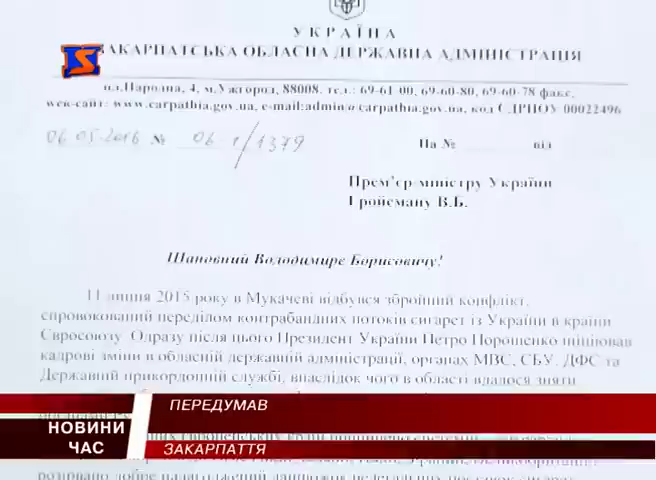 УКРАЇНА
ЗАКАРПАТСЬКА ОБЛАСНА ДЕРЖАВНА АДМІНІСТРАЦІЯ
пл.Народна, 4, м.Ужгород, 88008, тел.: 69-61-00, 69-60-80, 69-60-78 факс,
web-сайт: www.carpathia.gov.ua, e-mail:admin@carpathia.gov.ua, код ЄДРПОУ 00022496
06.05.2016 № 06-1/1379 На № від
Прем'єр-міністру України
Гройсману В.Б.
Шановний Володимире Борисовичу!
11 липня 2015 року в Мукачеві відбувся збройний конфлікт,
спровокований переділом контрабандних потоків сигарет із України в країни
Євросоюзу. Одразу після цього Президент України Петро Порошенко ініціював
кадрові зміни в обласній державній адміністрації, органах МВС, СБУ, ДФС та
Державній прикордонній службі, внаслідок чого в області вдалося зняти
ПЕРЕДУМАВ
НОВИНИ
ЧАС
ЗАКАРПАТТЯ